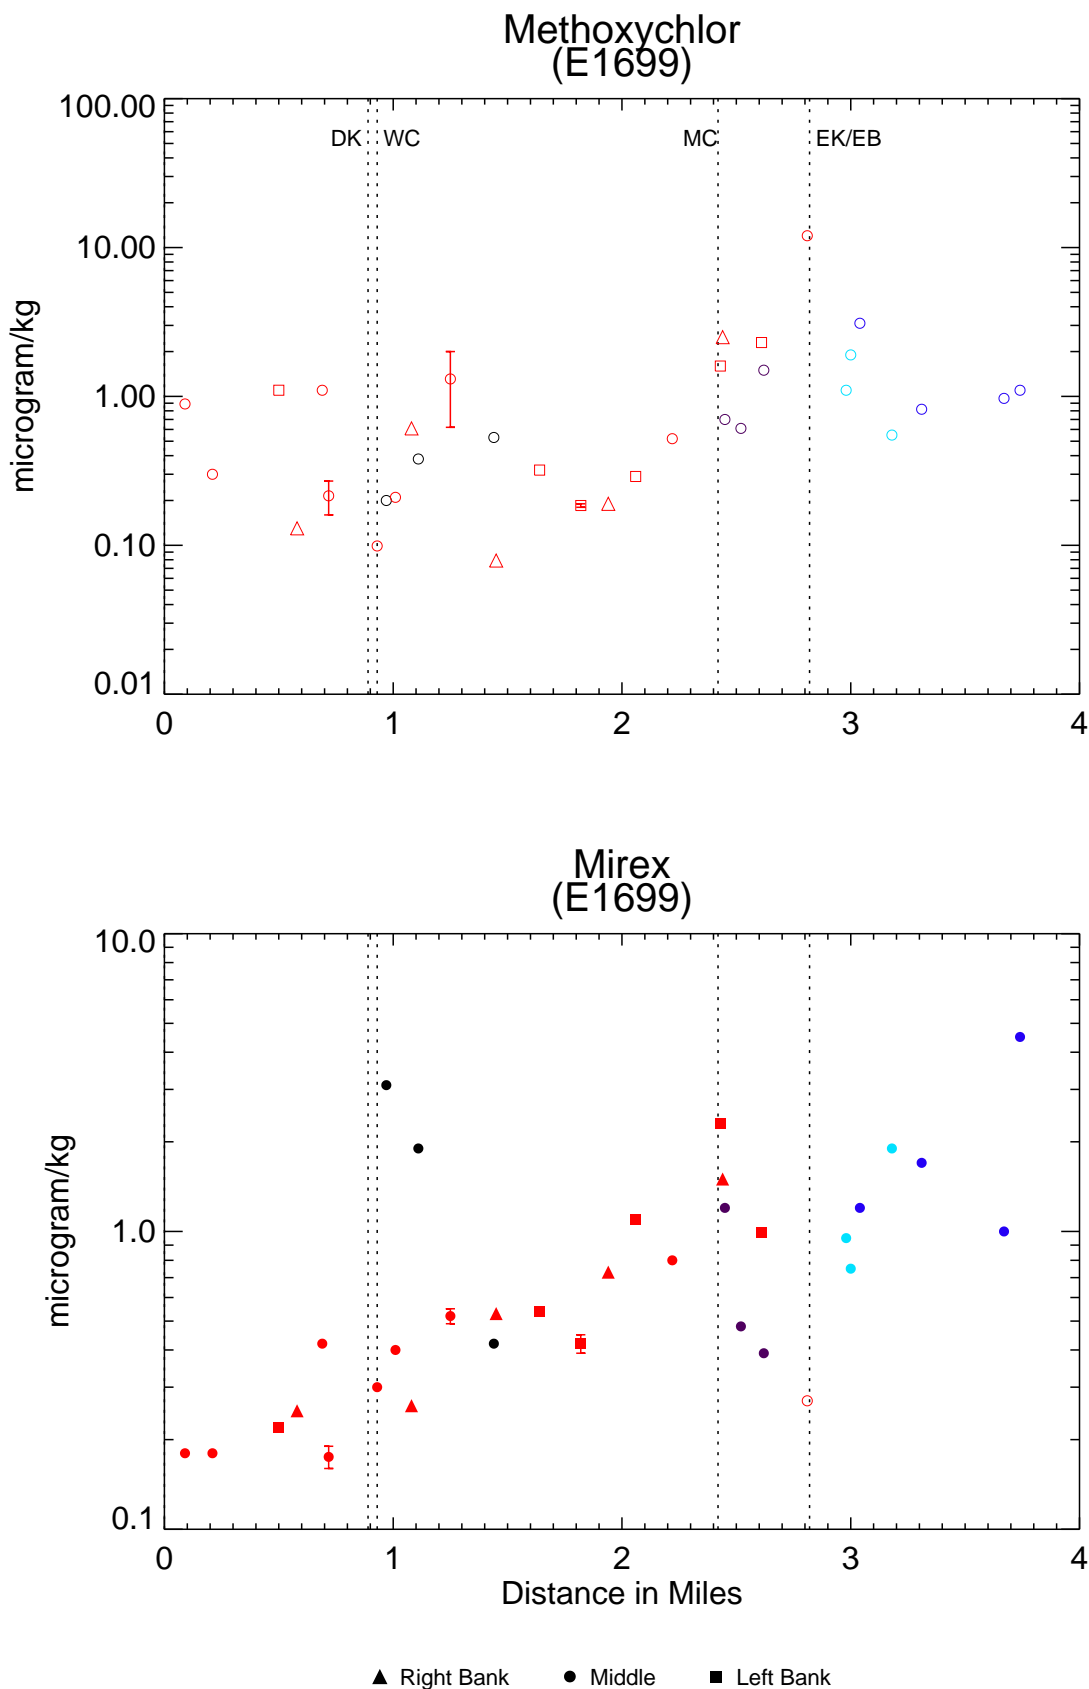 Methoxychlor
(E1699)
100.00
DK WC MC EK/EB
10.00
microgram/kg
1.00
0.10
0.01
0 1 2 3 4
Mirex
(E1699)
10.0
microgram/kg
1.0
0.1
0 1 2 3 4
Distance in Miles
Right Bank Middle Left Bank